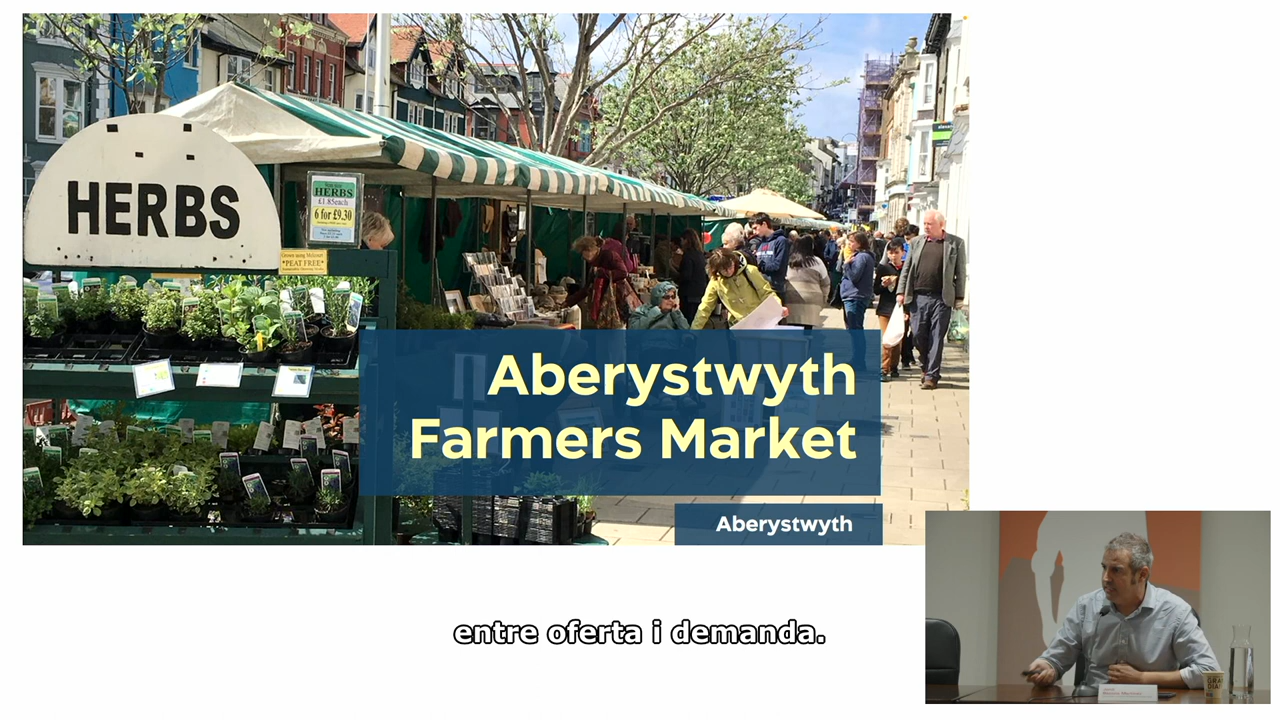 HERBS
HERBS
£1.85each
6 for £9.30
*PEAT FREE*
Aberystwyth
Farmers Market
Aberystwyth
entre oferta i demanda.